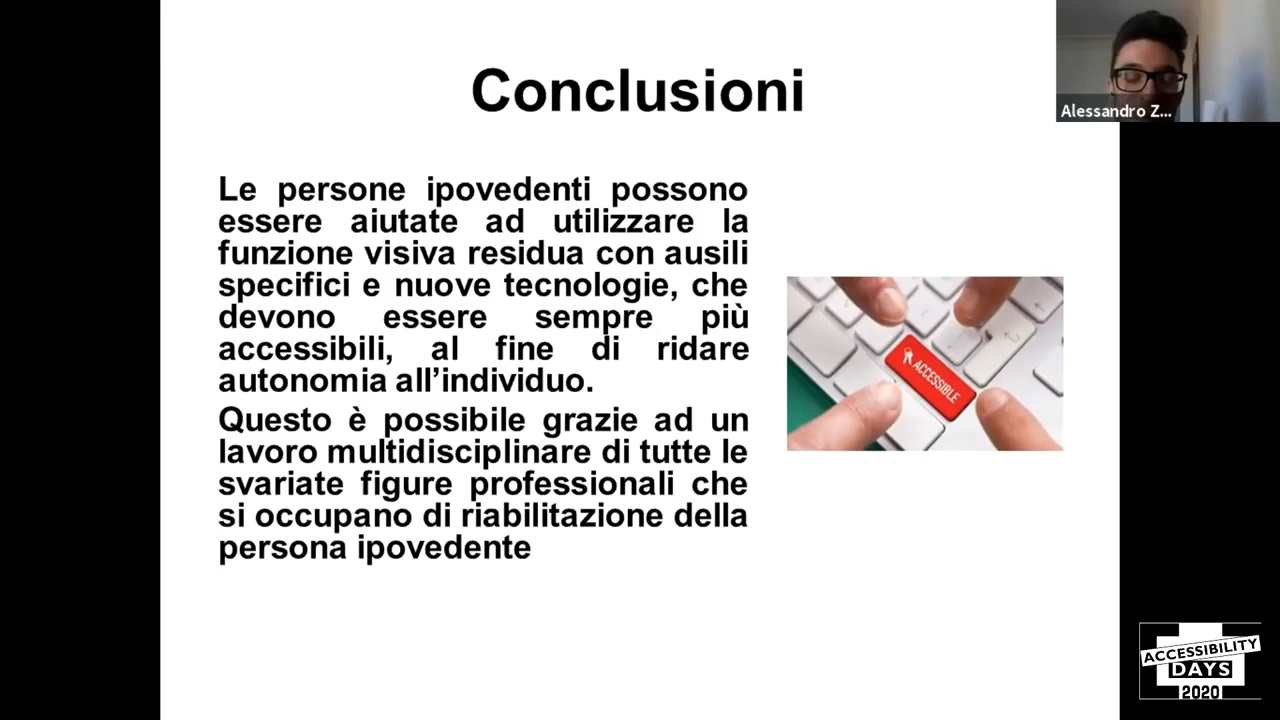 Conclusioni
Alessandro Z...
Le persone ipovedenti possono
essere aiutate ad utilizzare la
funzione visiva residua con ausili
specifici e nuove tecnologie, che
devono essere sempre più
accessibili, al fine di ridare
autonomia all’individuo.
Questo è possibile grazie ad un
lavoro multidisciplinare di tutte le
svariate figure professionali che
si occupano di riabilitazione della
persona ipovedente
ACCESSIBLE
ACCESSIBILITY
DAYS
2020